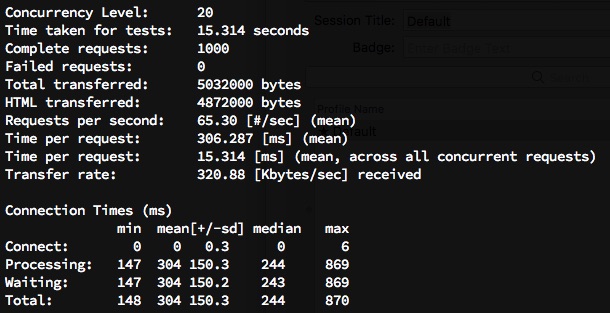 Concurrency Level:      20
Time taken for tests:   15.314 seconds
Complete requests:      1000
Failed requests:        0
Total transferred:      5032000 bytes
HTML transferred:       4872000 bytes
Requests per second:    65.30 [#/sec] (mean)
Time per request:       306.287 [ms] (mean)
Time per request:       15.314 [ms] (mean, across all concurrent requests)
Transfer rate:          320.88 [Kbytes/sec] received
Connection Times (ms)
              min  mean[+/-sd] median   max
Connect:        0    0   0.3      0       6
Processing:   147  304 150.3    244     869
Waiting:      147  304 150.2    243     869
Total:        148  304 150.3    244     870
Session Title: Default
Badge: Enter Badge Text
Search
Profile Name
★ Default